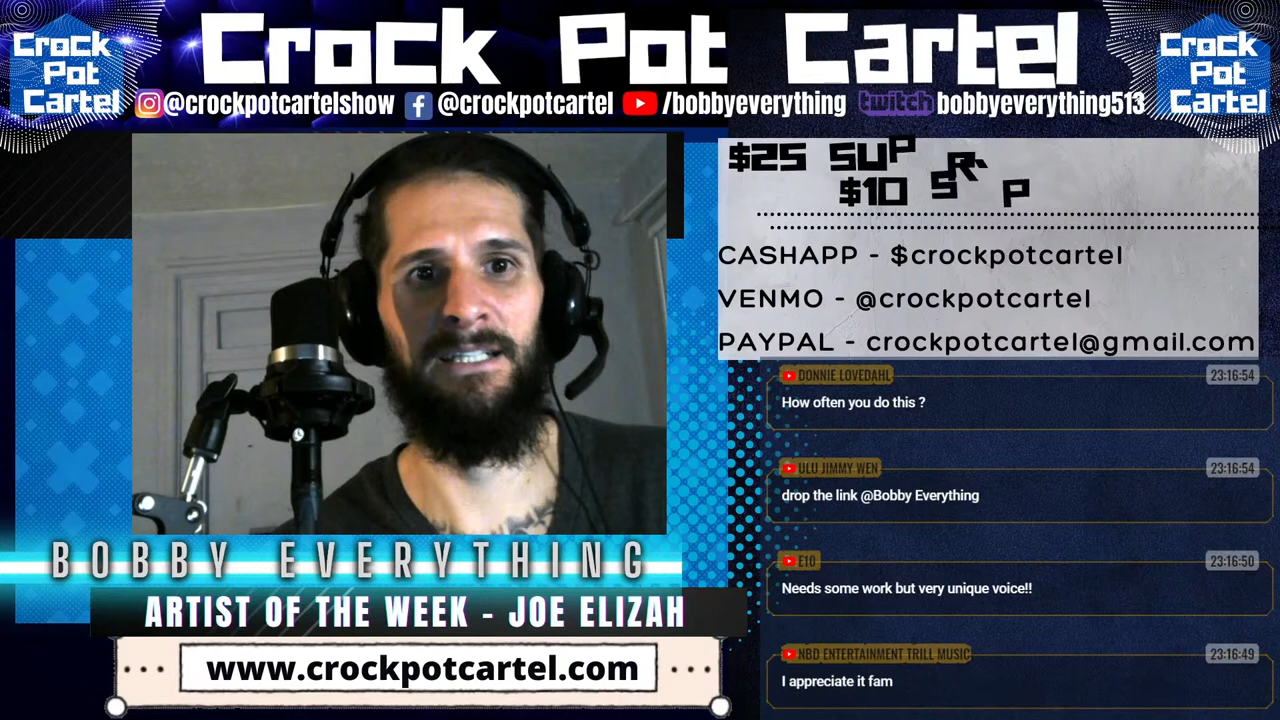 Crock Pot Cartel
Crock
Pot
Cartel
@crockpotcartelshow @crockpotcartel /bobbyeverything twitch bobbyeverything513
Crock
Pot
Cartel
$25 SUP R
$10 S P
CASHAPP - $crockpotcartel
VENMO - @crockpotcartel
PAYPAL - crockpotcartel@gmail.com
DONNIE LOVEDAHL 23:16:54
How often you do this ?
ULU JIMMY WEN 23:16:54
drop the link @Bobby Everything
E10 23:16:50
Needs some work but very unique voice!!
NBD ENTERTAINMENT TRILL MUSIC 23:16:49
I appreciate it fam
BOBBY EVERYTHING
ARTIST OF THE WEEK - JOE ELIZAH
www.crockpotcartel.com